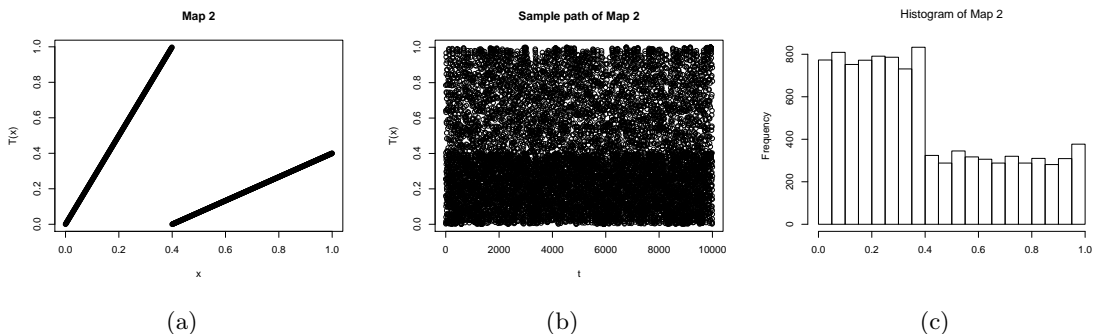 Map 2
Sample path of Map 2
Histogram of Map 2
T(x)
0.0 0.2 0.4 0.6 0.8 1.0
0.0 0.2 0.4 0.6 0.8 1.0
x
T(x)
0.0 0.2 0.4 0.6 0.8 1.0
0 2000 4000 6000 8000 10000
t
Frequency
0 200 400 600 800
0.0 0.2 0.4 0.6 0.8 1.0
(a)
(b)
(c)